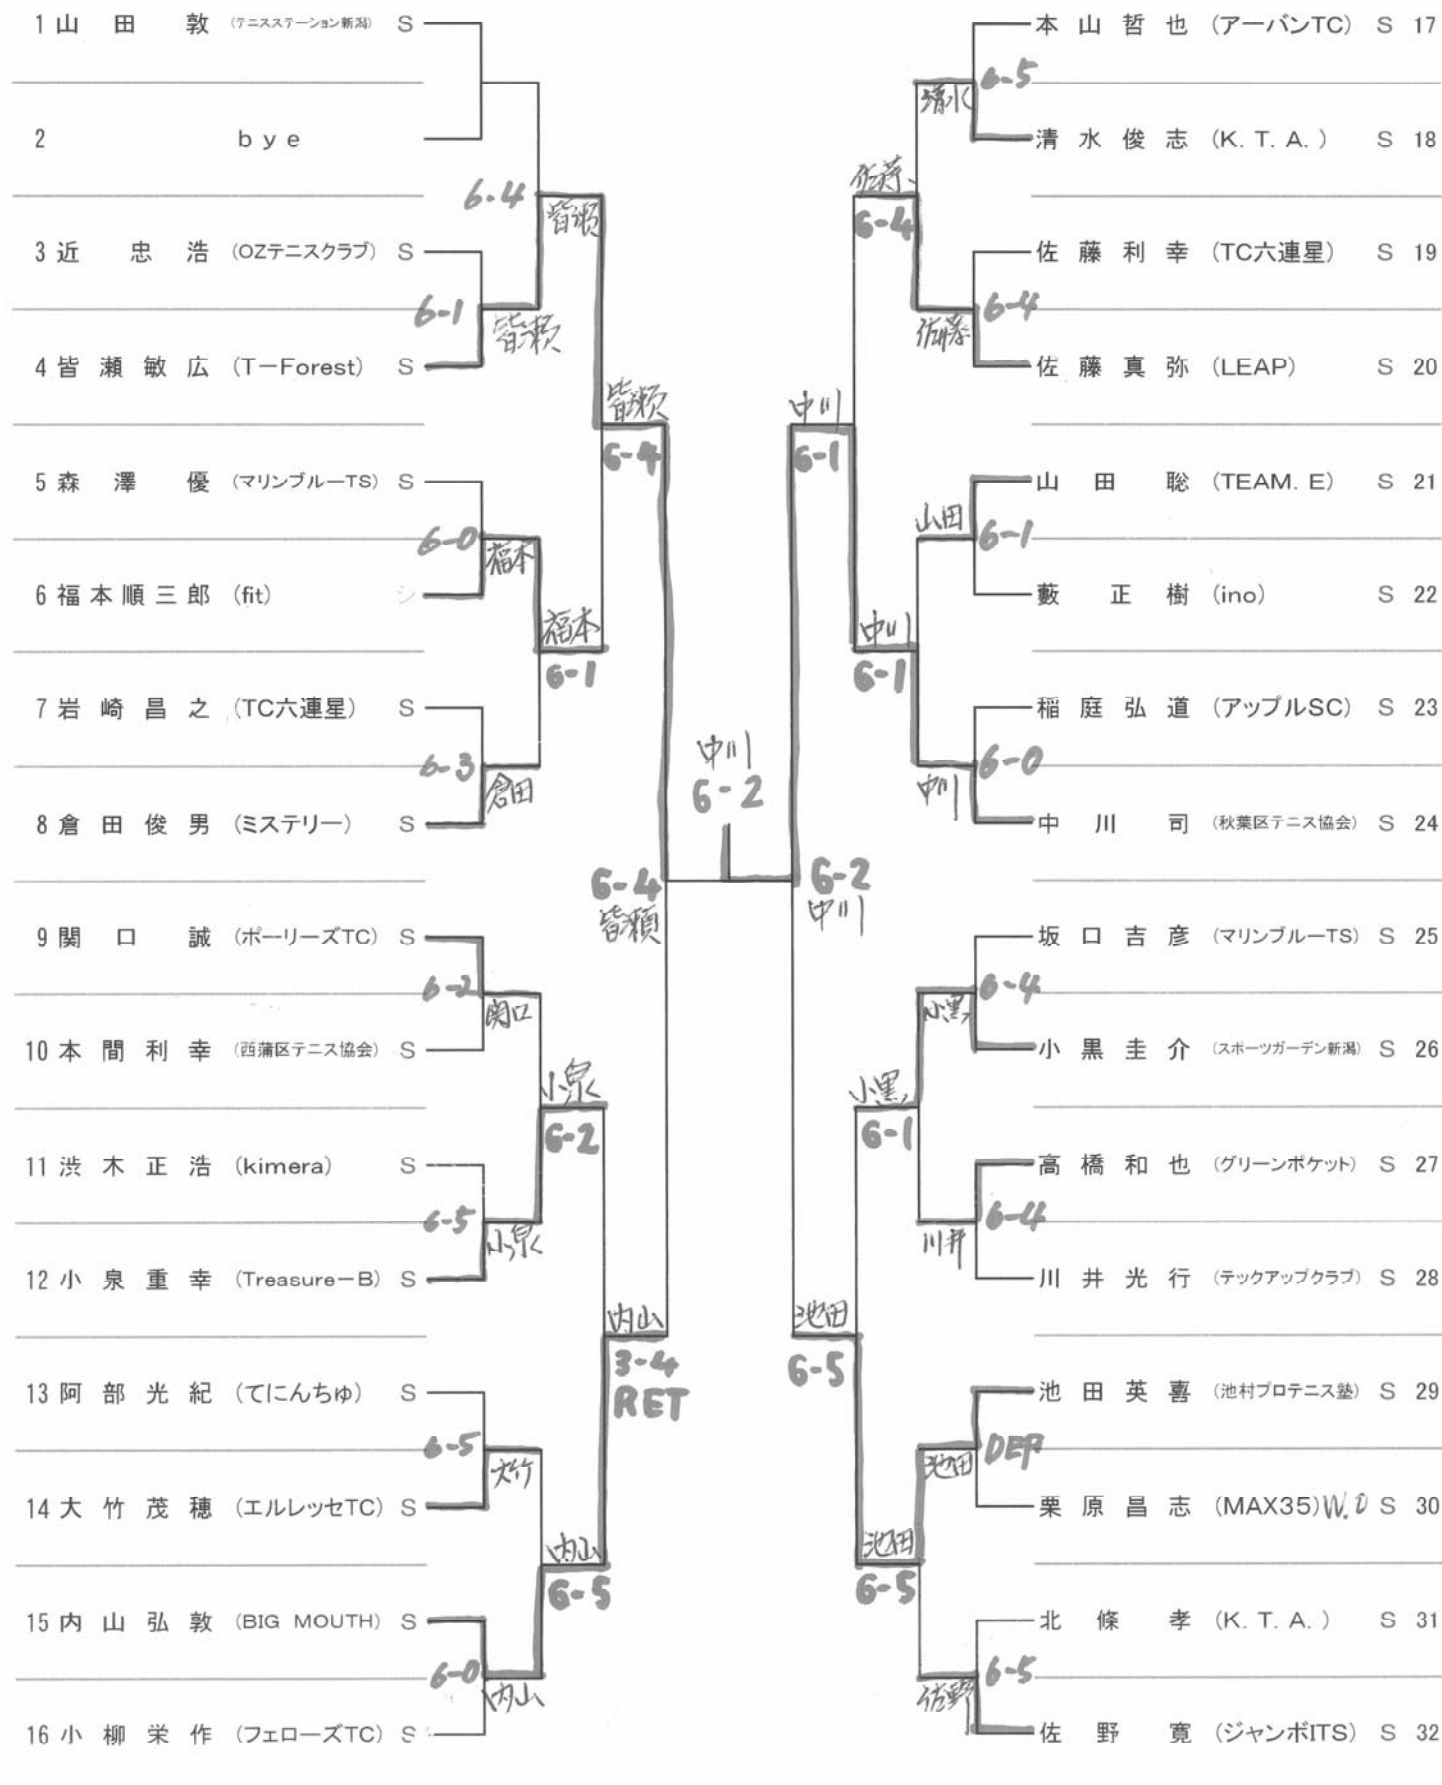 1 山田 敦 (テニスステーション新潟) S
2 bye
6-4
皆瀬
3 近 忠浩 (OZテニスクラブ) S
6-1
皆瀬
4 皆瀬敏広 (T-Forest) S
皆瀬
6-4
5 森澤 優 (マリンブルーTS) S
6-0
福本
6 福本順三郎 (fit) シ
福本
6-1
7 岩崎昌之 (TC六連星) S
6-3
倉田
8 倉田俊男 (ミステリー) S
6-4
皆瀬
9 関口 誠 (ポーリーズTC) S
6-2
関口
10 本間利幸 (西蒲区テニス協会) S
小泉
6-2
11 渋木正浩 (kimera) S
6-5
小泉
12 小泉重幸 (Treasure-B) S
内山
3-4
RET
13 阿部光紀 (てにんちゅ) S
6-5
大竹
14 大竹茂穂 (エルレッセTC) S
内山
6-5
15 内山弘敦 (BIG MOUTH) S
6-0
内山
16 小柳栄作 (フェローズTC) S
中川
6-2
本山哲也 (アーバンTC) S 17
6-5
清水
清水俊志 (K.T.A.) S 18
佐藤
6-4
佐藤利幸 (TC六連星) S 19
6-4
佐藤
佐藤真弥 (LEAP) S 20
中川
6-1
山田 聡 (TEAM.E) S 21
山田
6-1
藪 正樹 (ino) S 22
中川
6-1
稲庭弘道 (アップルSC) S 23
6-0
中川
中川 司 (秋葉区テニス協会) S 24
6-2
中川
坂口吉彦 (マリンブルーTS) S 25
6-4
小黒
小黒圭介 (スポーツガーデン新潟) S 26
小黒
6-1
高橋和也 (グリーンポケット) S 27
6-4
川井
川井光行 (テックアップクラブ) S 28
池田
6-5
池田英喜 (池村プロテニス塾) S 29
DEF
池田
栗原昌志 (MAX35) W.D S 30
池田
6-5
北條 孝 (K.T.A.) S 31
6-5
佐野
佐野 寛 (ジャンボITS) S 32